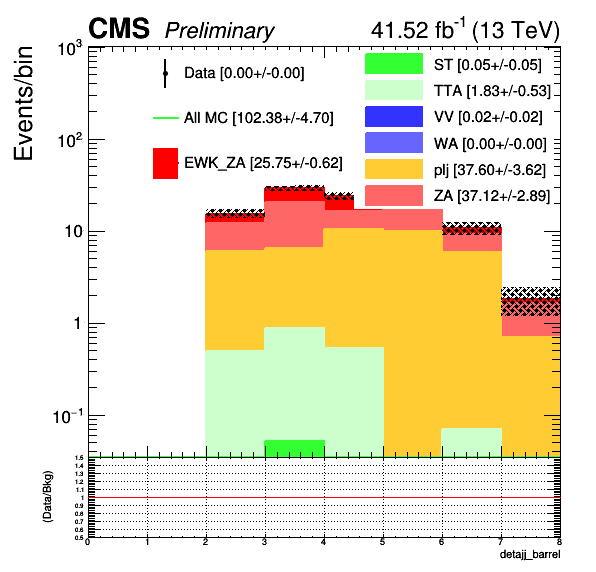 CMS Preliminary 41.52 fb⁻¹ (13 TeV)
Events/bin
10³
10²
10
1
10⁻¹
Data [0.00+/-0.00]
All MC [102.38+/-4.70]
EWK_ZA [25.75+/-0.62]
ST [0.05+/-0.05]
TTA [1.83+/-0.53]
VV [0.02+/-0.02]
WA [0.00+/-0.00]
plj [37.60+/-3.62]
ZA [37.12+/-2.89]
(Data/Bkg)
1.5
1.4
1.3
1.2
1.1
1
0.9
0.8
0.7
0.6
0.5
0 1 2 3 4 5 6 7 8
detajj_barrel